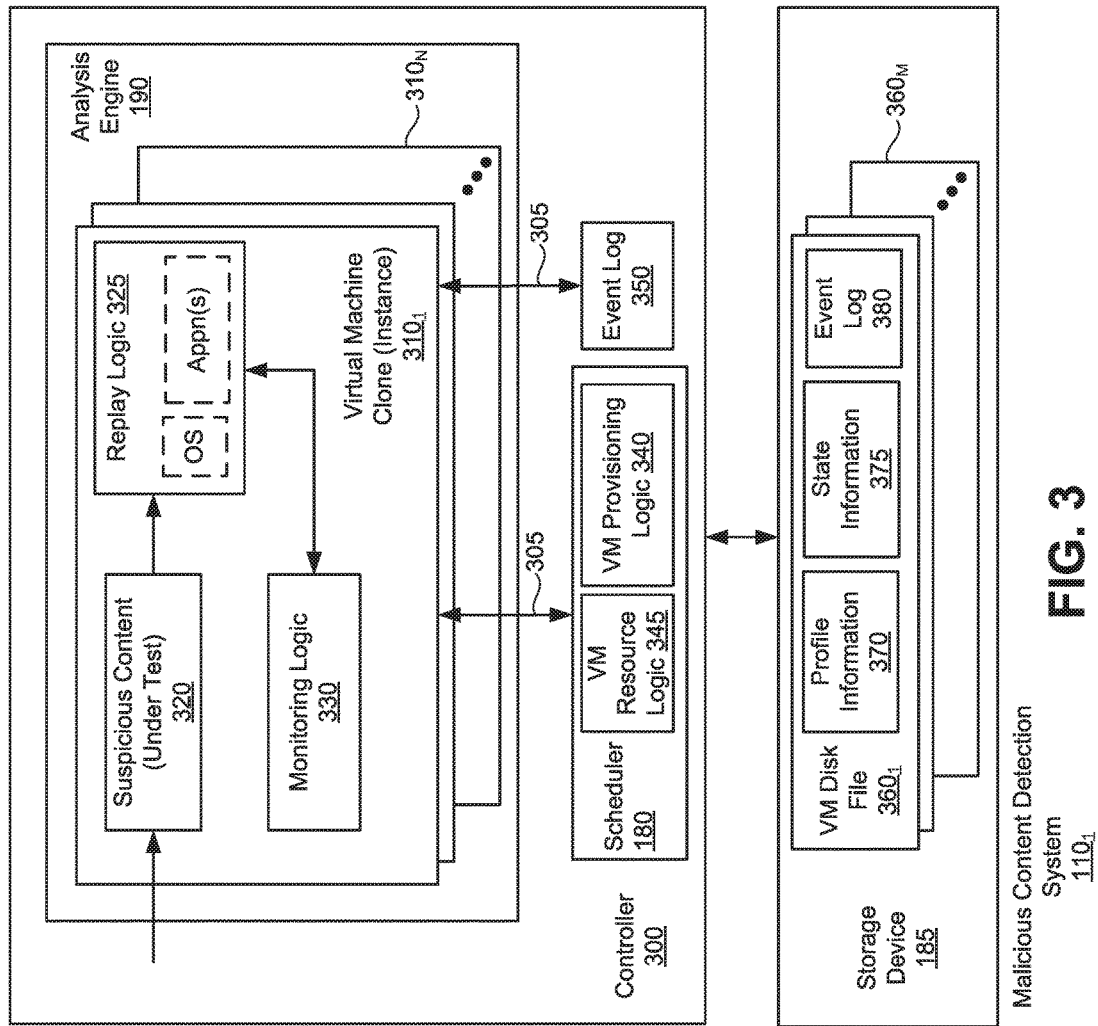 Analysis
Engine
190
310N
Suspicious Content
(Under Test)
320
Replay Logic 325
OS
Appn(s)
Monitoring Logic
330
Virtual Machine
Clone (Instance)
310₁
305
305
Controller
300
Scheduler
180
VM
Resource
Logic 345
VM Provisioning
Logic 340
Event Log
350
Storage
Device
185
VM Disk
File
360₁
Profile
Information
370
State
Information
375
Event
Log
380
360M
Malicious Content Detection
System
110₁
FIG. 3